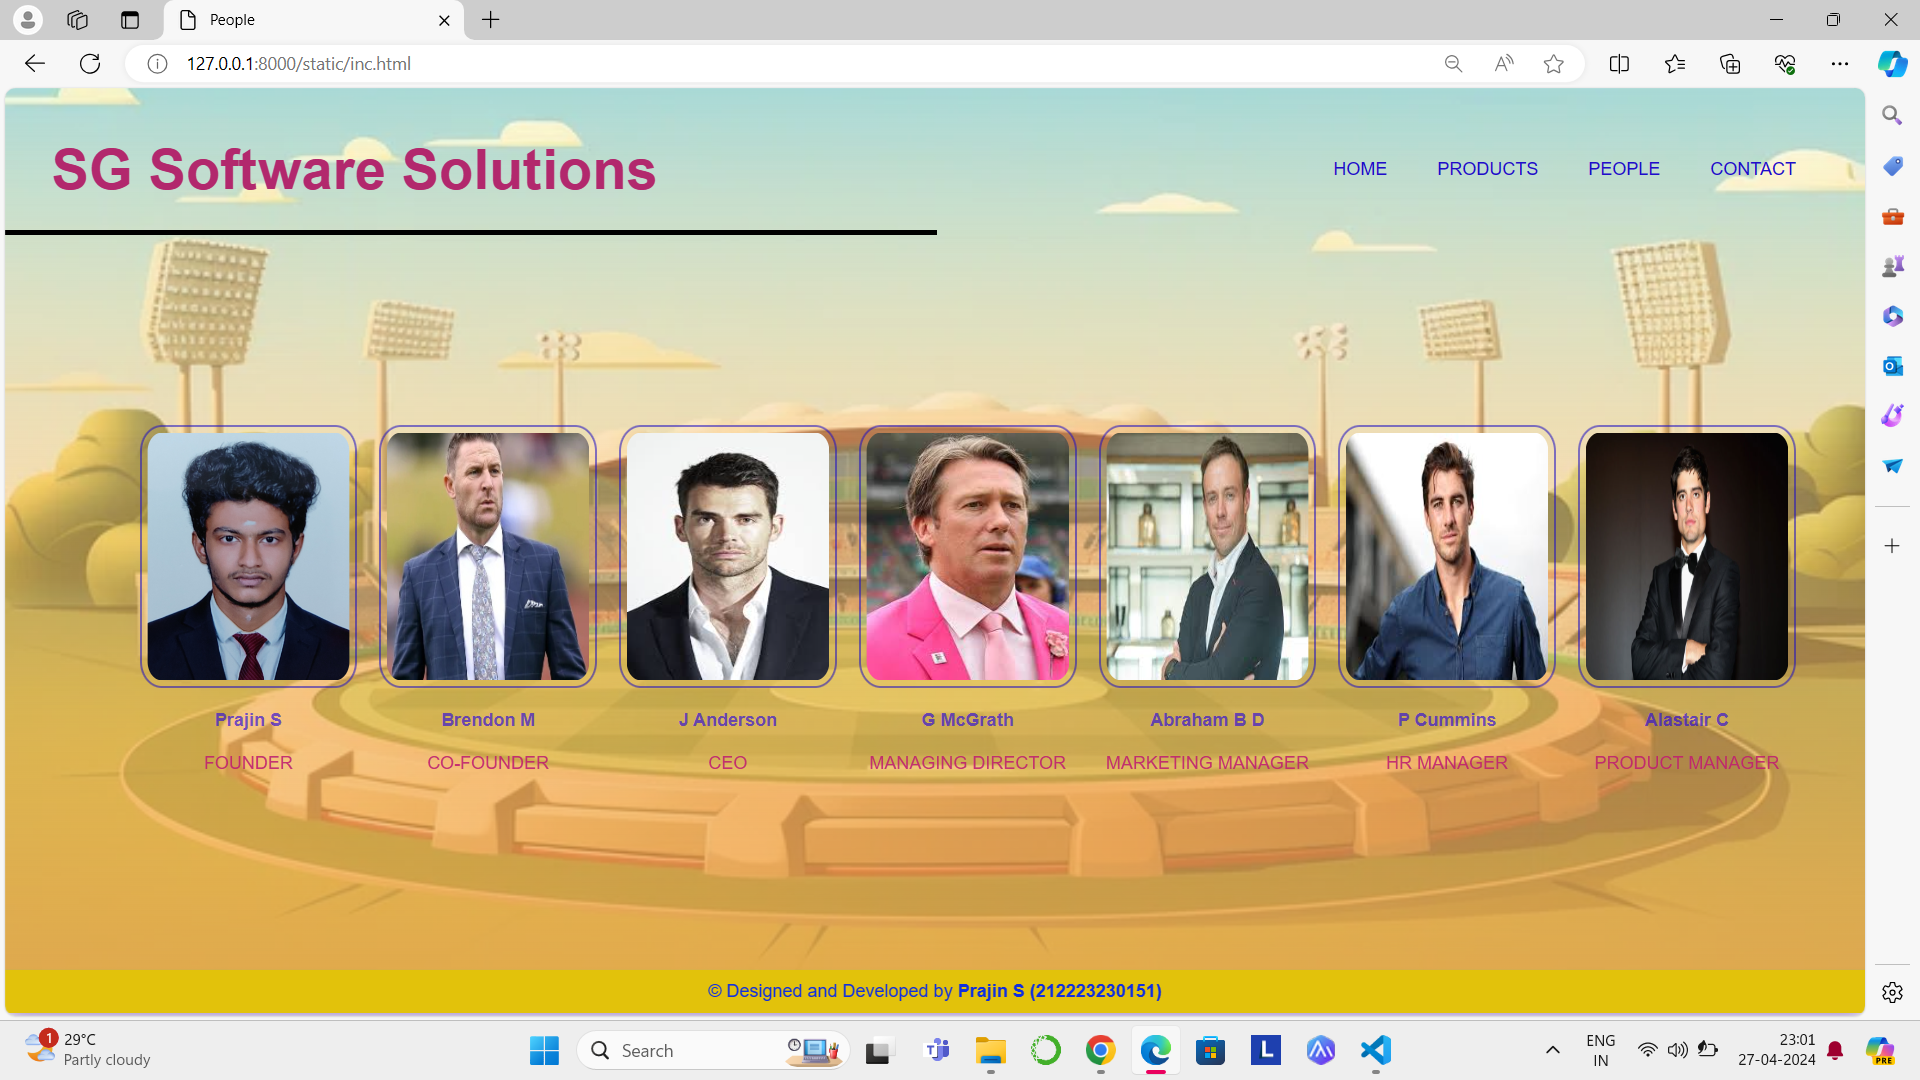 People
127.0.0.1:8000/static/inc.html
SG Software Solutions
HOME PRODUCTS PEOPLE CONTACT
Prajin S Brendon M J Anderson G McGrath Abraham B D P Cummins Alastair C
FOUNDER CO-FOUNDER CEO MANAGING DIRECTOR MARKETING MANAGER HR MANAGER PRODUCT MANAGER
© Designed and Developed by Prajin S (212223230151)
1 29°C
Partly cloudy
Search
L
ENG
IN
23:01
27-04-2024
PRE